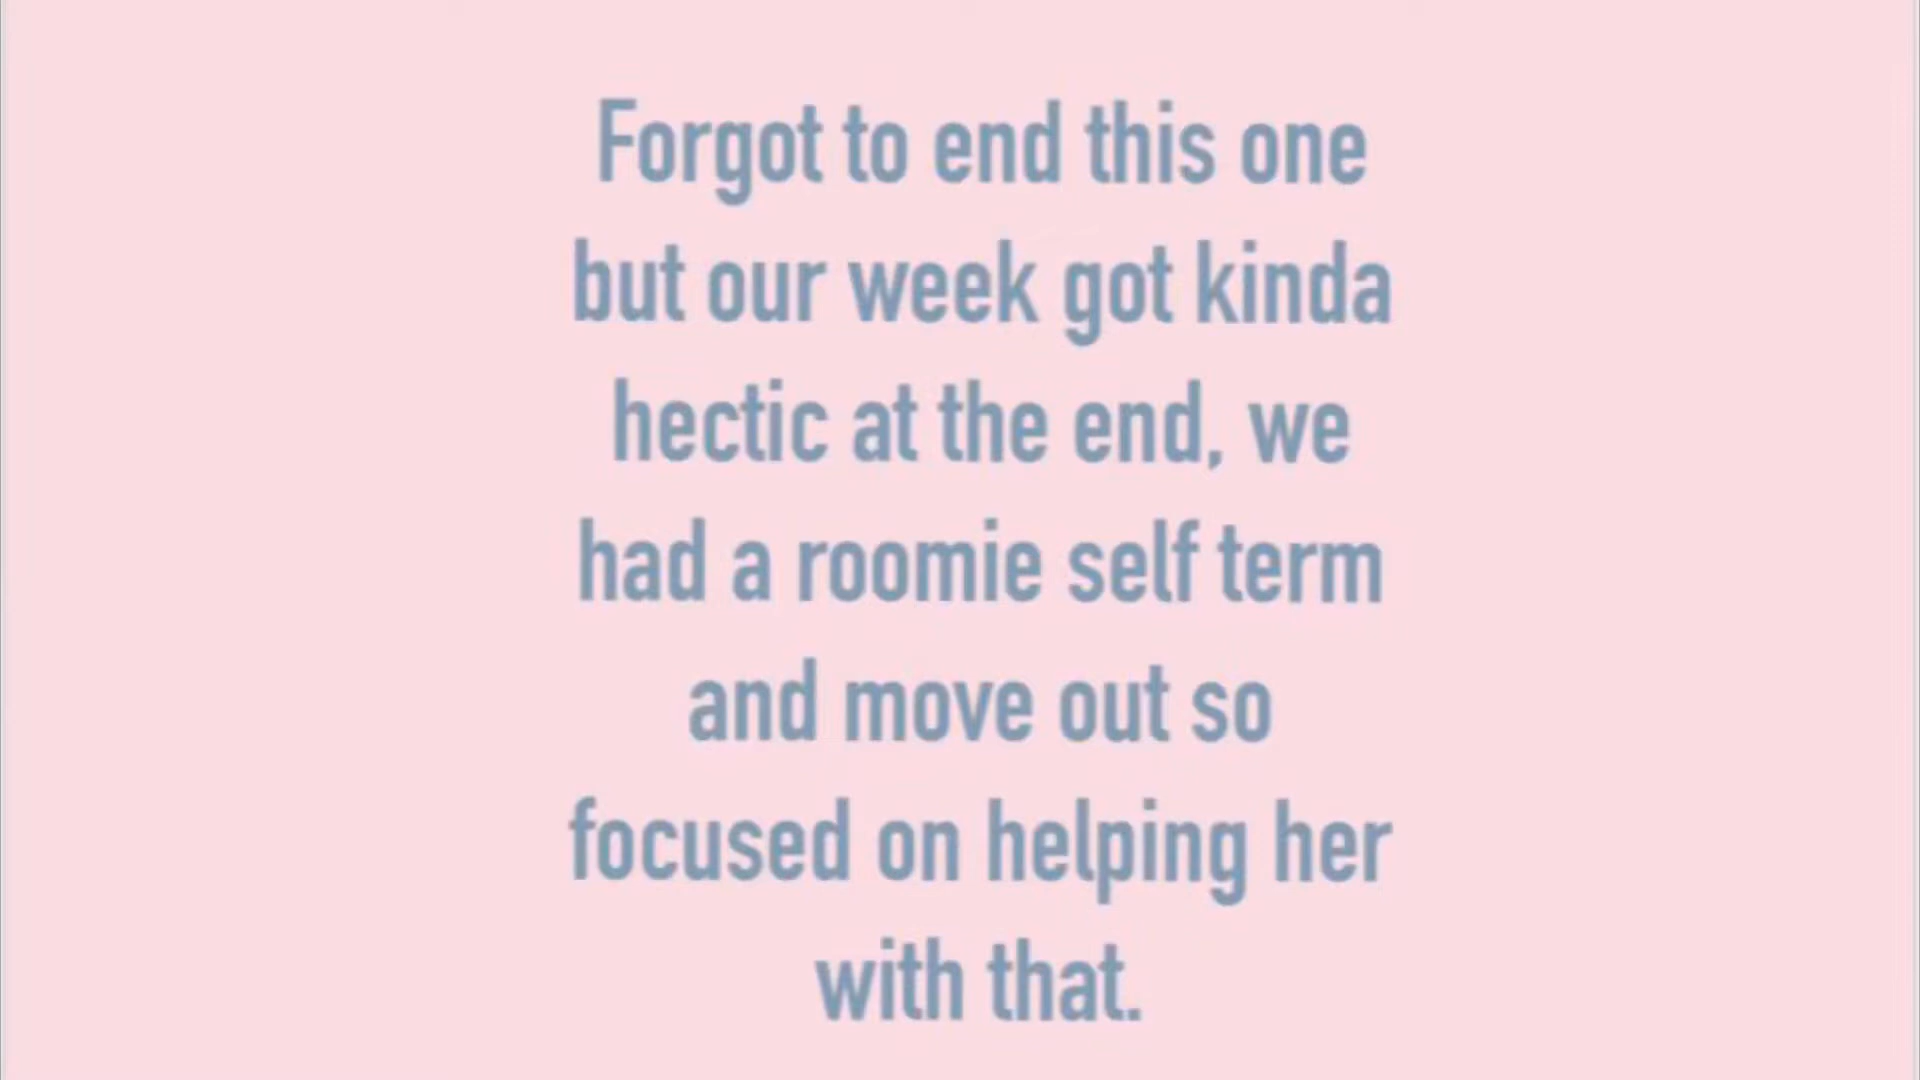 Forgot to end this one
but our week got kinda
hectic at the end, we
had a roomie self term
and move out so
focused on helping her
with that.